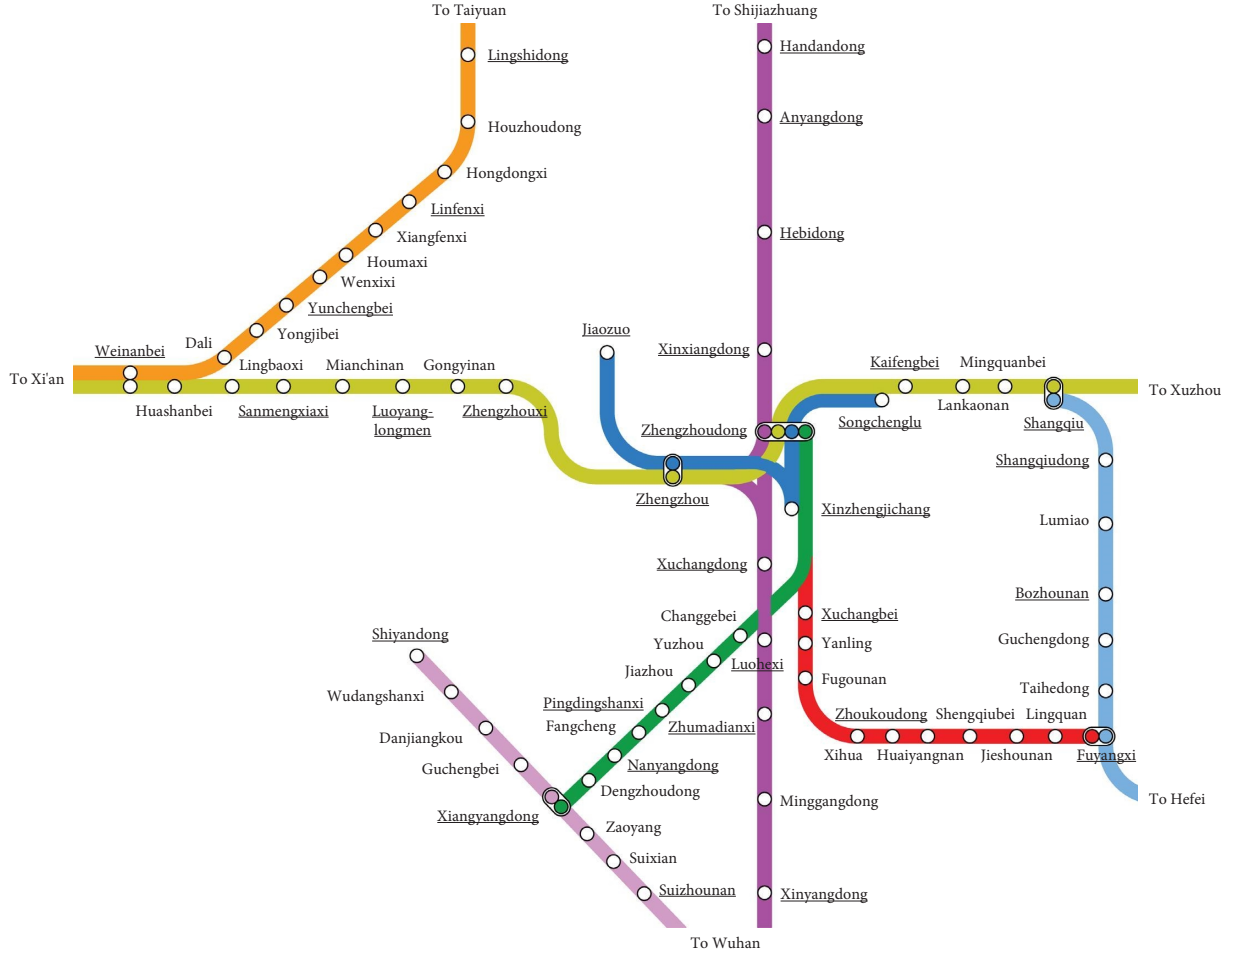 To Taiyuan
To Shijiazhuang
Lingshidong
Handandong
Houzhoudong
Anyangdong
Hongdongxi
Linfenxi
Xiangfenxi
Hebidong
Houmaxi
Wenxixi
Yunchengbei
Yongjibei
Jiaozuo
Dali
Weinanbei
Xinxiangdong
Lingbaoxi
Mianchinan
Gongyinan
Kaifengbei
Mingquanbei
To Xi'an
To Xuzhou
Huashanbei
Sanmengxiaxi
Luoyang-
longmen
Zhengzhouxi
Lankaonan
Songchenglu
Shangqiu
Zhengzhoudong
Shangqiudong
Zhengzhou
Xinzhengjichang
Lumiao
Xuchangdong
Bozhounan
Changgebei
Xuchangbei
Shiyandong
Yuzhou
Yanling
Guchengdong
Luohexi
Jiazhou
Fugounan
Taihedong
Wudangshanxi
Pingdingshanxi
Zhoukoudong
Shengqiubei
Lingquan
Fangcheng
Zhumadianxi
Danjiangkou
Xihua
Huaiyangnan
Jieshounan
Fuyangxi
Guchengbei
Nanyangdong
Dengzhoudong
Minggangdong
To Hefei
Xiangyangdong
Zaoyang
Suixian
Suizhounan
Xinyangdong
To Wuhan